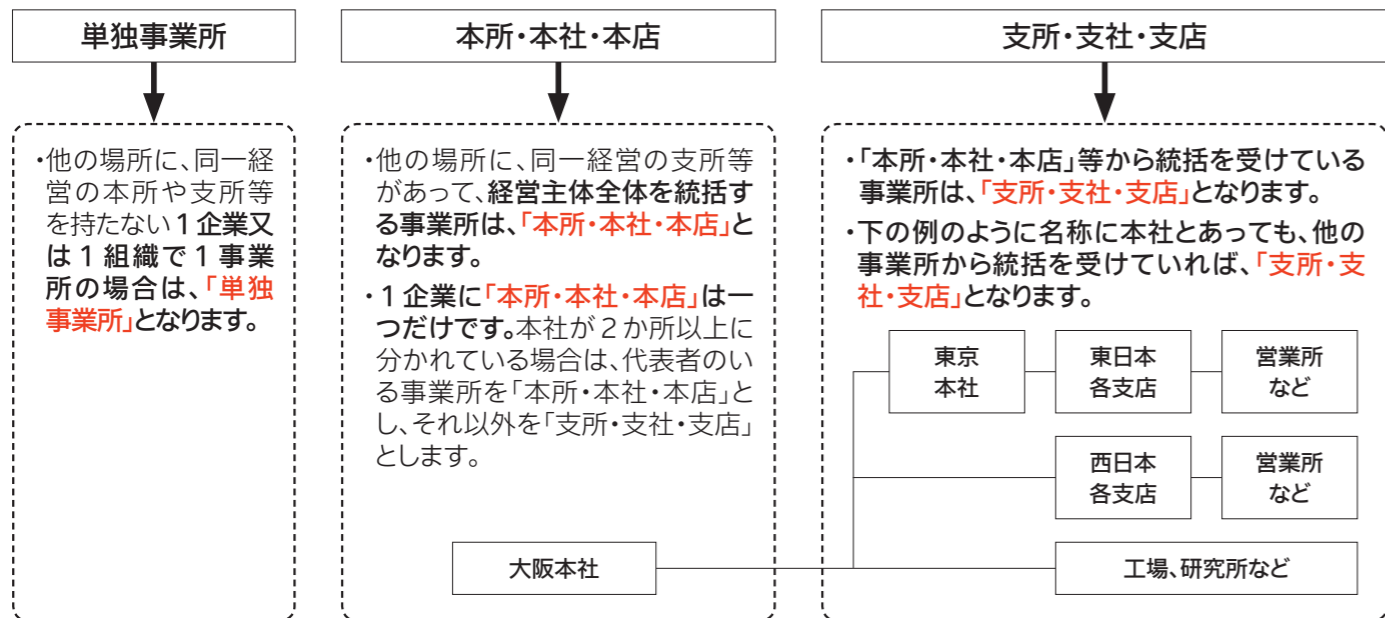 単独事業所
・他の場所に、同一経
営の本所や支所等
を持たない1企業又
は1組織で1事業
所の場合は、「単独
事業所」となります。
本所・本社・本店
・他の場所に、同一経営の支所等
があって、経営主体全体を統括す
る事業所は、「本所・本社・本店」と
なります。
・1企業に「本所・本社・本店」は一
つだけです。本社が2か所以上に
分かれている場合は、代表者のい
る事業所を「本所・本社・本店」と
し、それ以外を「支所・支社・支店」
とします。
大阪本社
支所・支社・支店
・「本所・本社・本店」等から統括を受けている
事業所は、「支所・支社・支店」となります。
・下の例のように名称に本社とあっても、他の
事業所から統括を受けていれば、「支所・支
社・支店」となります。
東京
本社
東日本
各支店
営業所
など
西日本
各支店
営業所
など
工場、研究所など